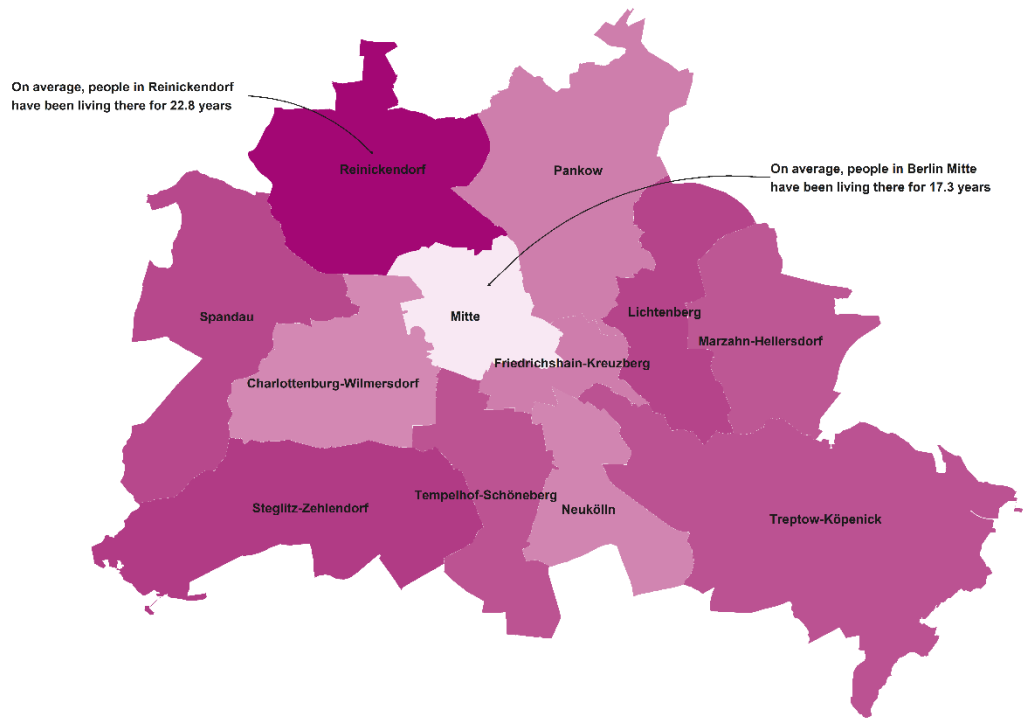 On average, people in Reinickendorf
have been living there for 22.8 years
Reinickendorf
Pankow
On average, people in Berlin Mitte
have been living there for 17.3 years
Spandau
Mitte
Lichtenberg
Marzahn-Hellersdorf
Friedrichshain-Kreuzberg
Charlottenburg-Wilmersdorf
Tempelhof-Schöneberg
Steglitz-Zehlendorf
Neukölln
Treptow-Köpenick